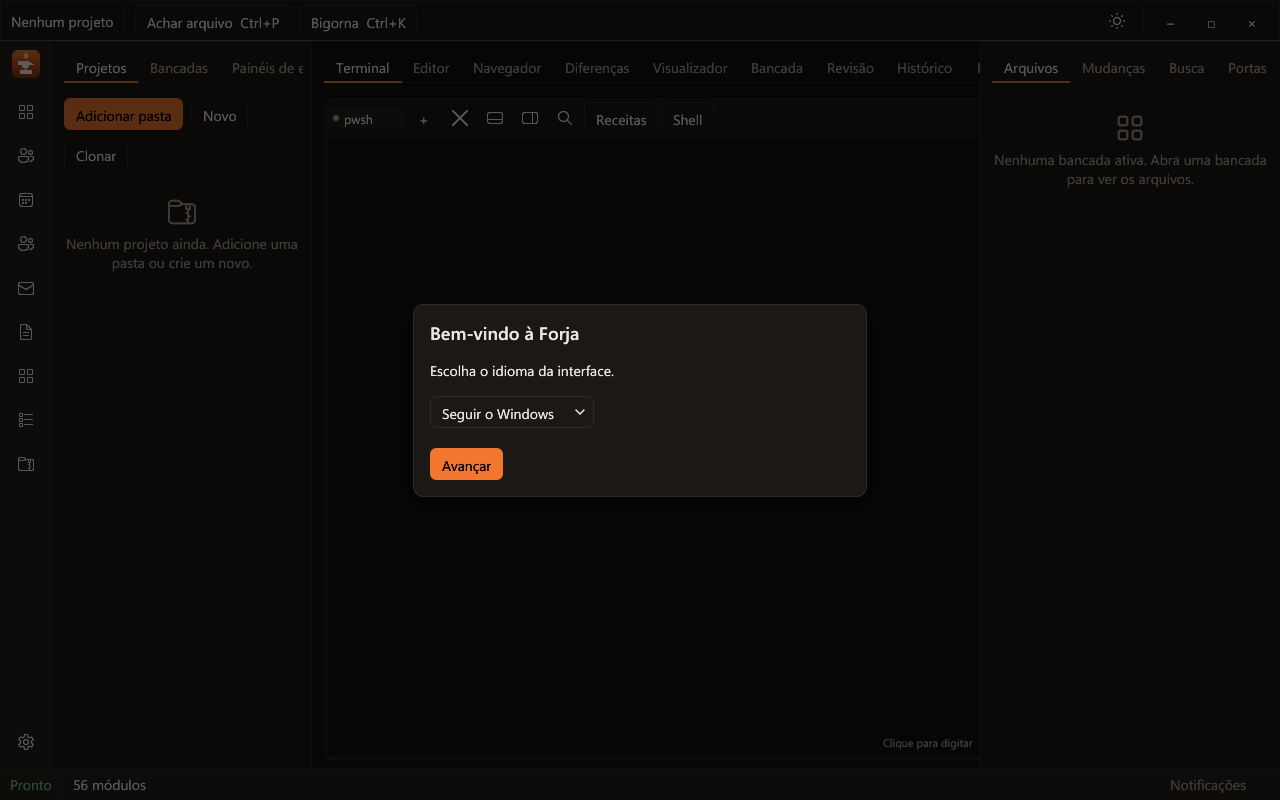 Nenhum projeto
Achar arquivo Ctrl+P
Bigorna Ctrl+K
Projetos
Bancadas
Painéis de e
Adicionar pasta
Novo
Clonar
Nenhum projeto ainda. Adicione uma
pasta ou crie um novo.
Terminal
Editor
Navegador
Diferenças
Visualizador
Bancada
Revisão
Histórico
pwsh
Receitas
Shell
Bem-vindo à Forja
Escolha o idioma da interface.
Seguir o Windows
Avançar
Clique para digitar
Arquivos
Mudanças
Busca
Portas
Nenhuma bancada ativa. Abra uma bancada
para ver os arquivos.
Pronto
56 módulos
Notificações